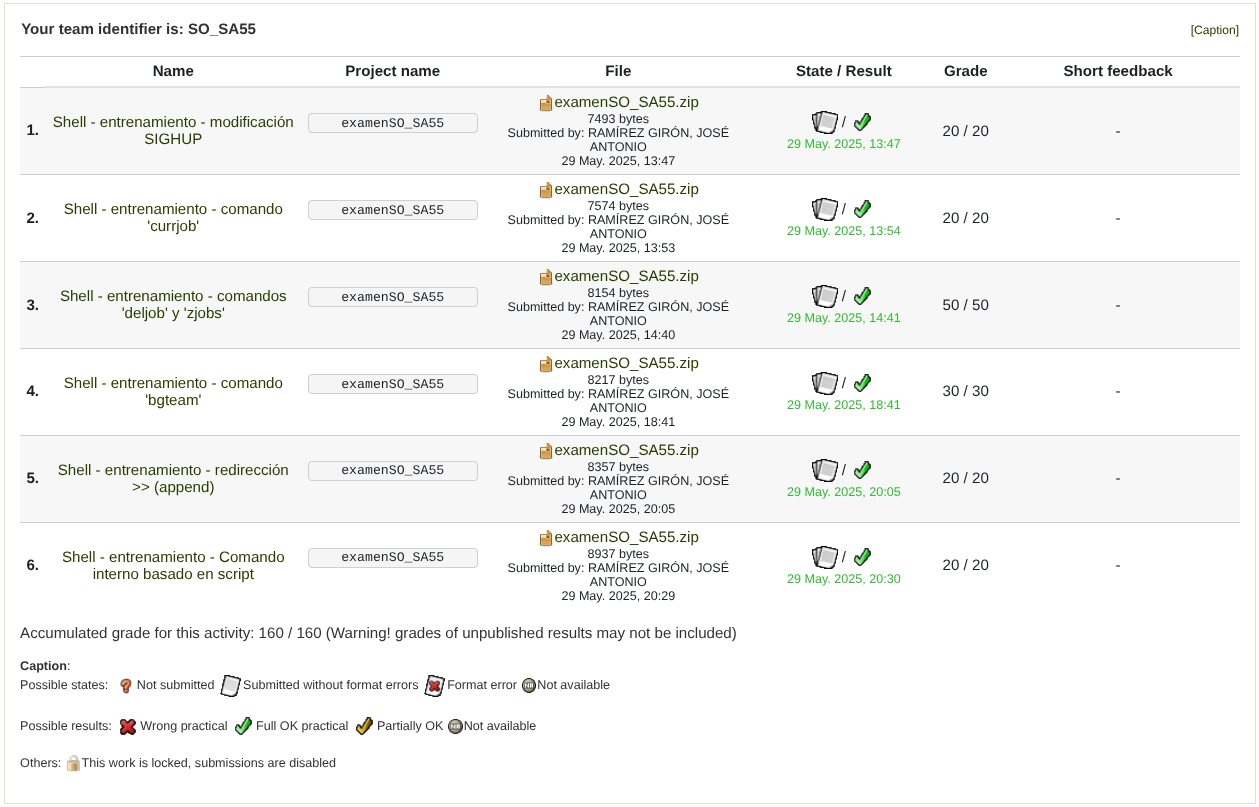 Your team identifier is: SO_SA55
[Caption]
Name Project name File State / Result Grade Short feedback
1. Shell - entrenamiento - modificación
SIGHUP
examenSO_SA55
examenSO_SA55.zip
7493 bytes
Submitted by: RAMÍREZ GIRÓN, JOSÉ
ANTONIO
29 May. 2025, 13:47
/
29 May. 2025, 13:47
20 / 20
-
2. Shell - entrenamiento - comando
'currjob'
examenSO_SA55
examenSO_SA55.zip
7574 bytes
Submitted by: RAMÍREZ GIRÓN, JOSÉ
ANTONIO
29 May. 2025, 13:53
/
29 May. 2025, 13:54
20 / 20
-
3. Shell - entrenamiento - comandos
'deljob' y 'zjobs'
examenSO_SA55
examenSO_SA55.zip
8154 bytes
Submitted by: RAMÍREZ GIRÓN, JOSÉ
ANTONIO
29 May. 2025, 14:40
/
29 May. 2025, 14:41
50 / 50
-
4. Shell - entrenamiento - comando
'bgteam'
examenSO_SA55
examenSO_SA55.zip
8217 bytes
Submitted by: RAMÍREZ GIRÓN, JOSÉ
ANTONIO
29 May. 2025, 18:41
/
29 May. 2025, 18:41
30 / 30
-
5. Shell - entrenamiento - redirección
>> (append)
examenSO_SA55
examenSO_SA55.zip
8357 bytes
Submitted by: RAMÍREZ GIRÓN, JOSÉ
ANTONIO
29 May. 2025, 20:05
/
29 May. 2025, 20:05
20 / 20
-
6. Shell - entrenamiento - Comando
interno basado en script
examenSO_SA55
examenSO_SA55.zip
8937 bytes
Submitted by: RAMÍREZ GIRÓN, JOSÉ
ANTONIO
29 May. 2025, 20:29
/
29 May. 2025, 20:30
20 / 20
-
Accumulated grade for this activity: 160 / 160 (Warning! grades of unpublished results may not be included)
Caption:
Possible states: Not submitted Submitted without format errors Format error Not available
Possible results: Wrong practical Full OK practical Partially OK Not available
Others: This work is locked, submissions are disabled